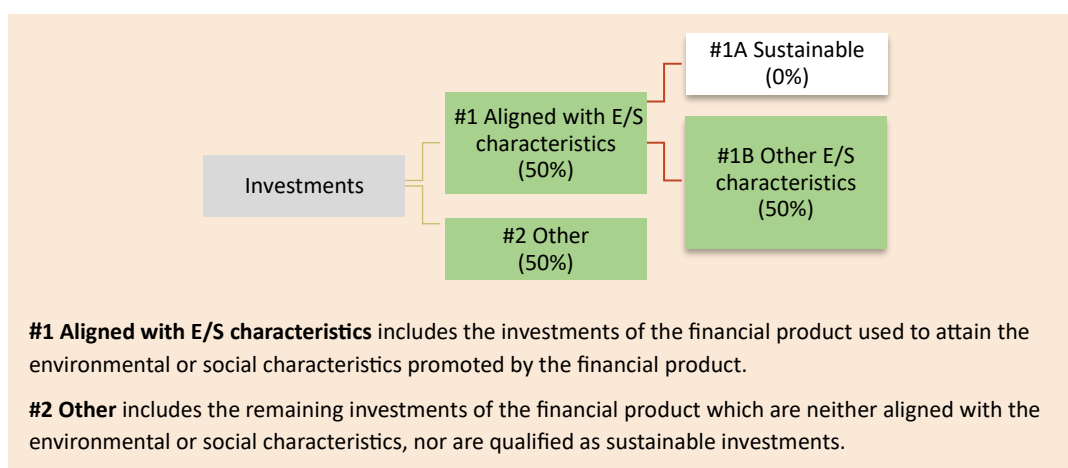 #1A Sustainable
(0%)
#1 Aligned with E/S
characteristics
(50%)
#1B Other E/S
characteristics
(50%)
Investments
#2 Other
(50%)
#1 Aligned with E/S characteristics includes the investments of the financial product used to attain the
environmental or social characteristics promoted by the financial product.
#2 Other includes the remaining investments of the financial product which are neither aligned with the
environmental or social characteristics, nor are qualified as sustainable investments.